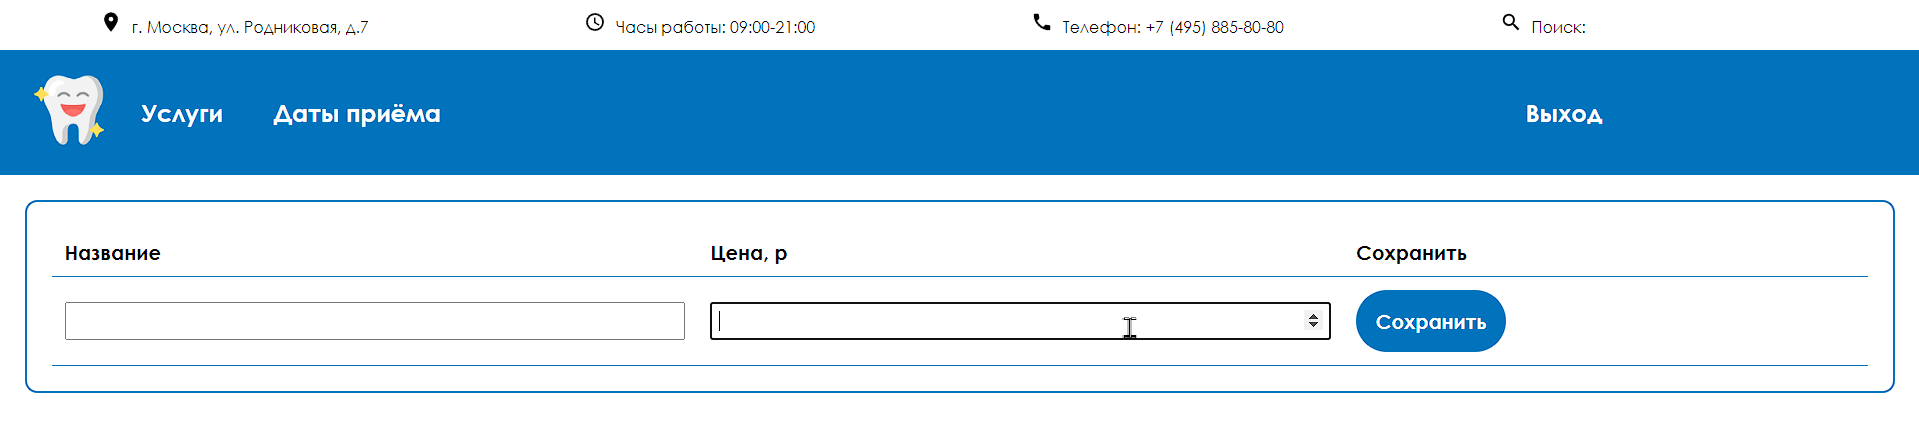 г. Москва, ул. Родниковая, д.7
Часы работы: 09:00-21:00
Телефон: +7 (495) 885-80-80
Поиск:
Услуги
Даты приёма
Выход
Название
Цена, р
Сохранить
Сохранить